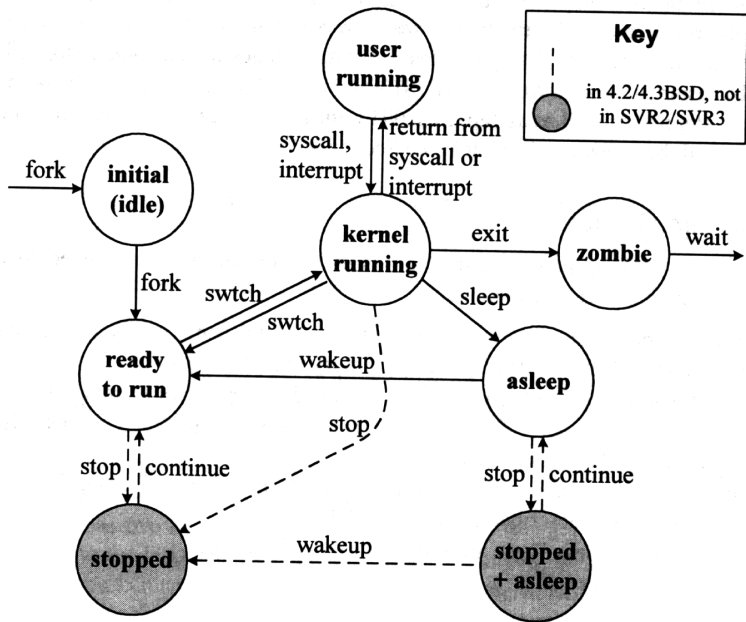 Key
in 4.2/4.3BSD, not
in SVR2/SVR3
user
running
syscall,
interrupt
return from
syscall or
interrupt
fork
initial
(idle)
kernel
running
exit
zombie
wait
fork
swtch
swtch
sleep
ready
to run
wakeup
asleep
stop
stop
continue
stop
continue
stopped
wakeup
stopped
+ asleep